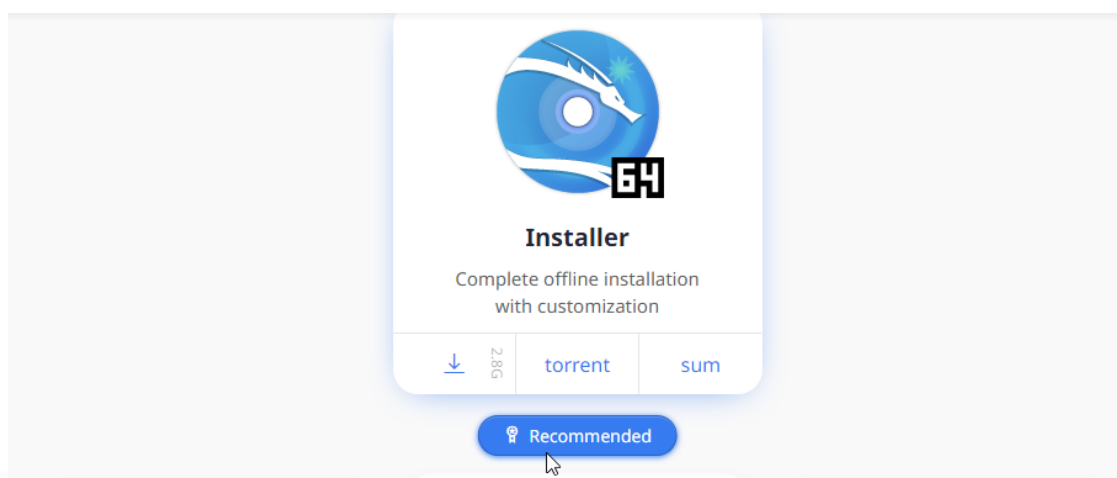 64
Installer
Complete offline installation
with customization
2.8G
torrent
sum
Recommended